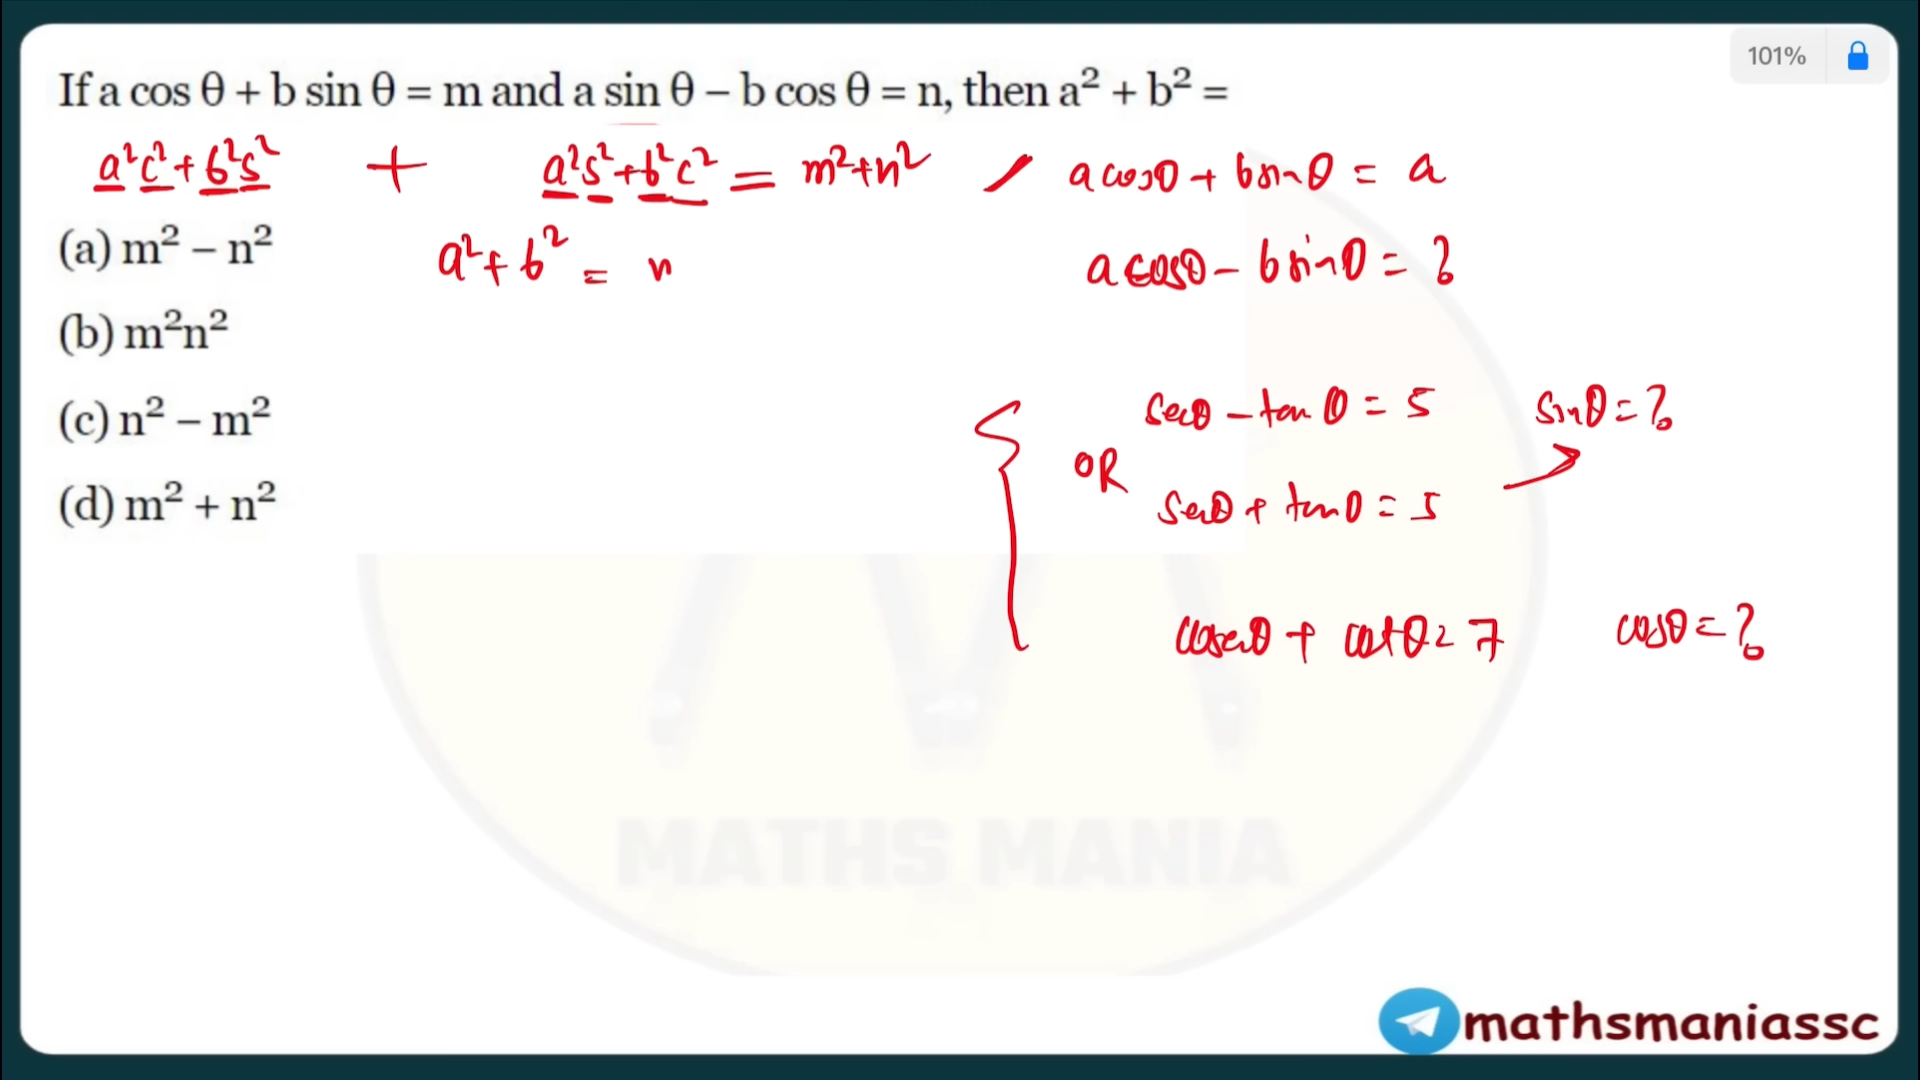 101%
If a cos θ + b sin θ = m and a sin θ – b cos θ = n, then a² + b² =
a²c² + b²s² + a²s² + b²c² = m² + n²
a cosθ + b sinθ = a
(a) m² – n²
a² + b² = n
a cosθ – b sinθ = ?
(b) m²n²
(c) n² – m²
secθ – tan θ = 5 sinθ = ?
OR
(d) m² + n²
secθ + tanθ = 5
cosecθ + cotθ = 7 cosθ = ?
MATHS MANIA
mathsmaniassc